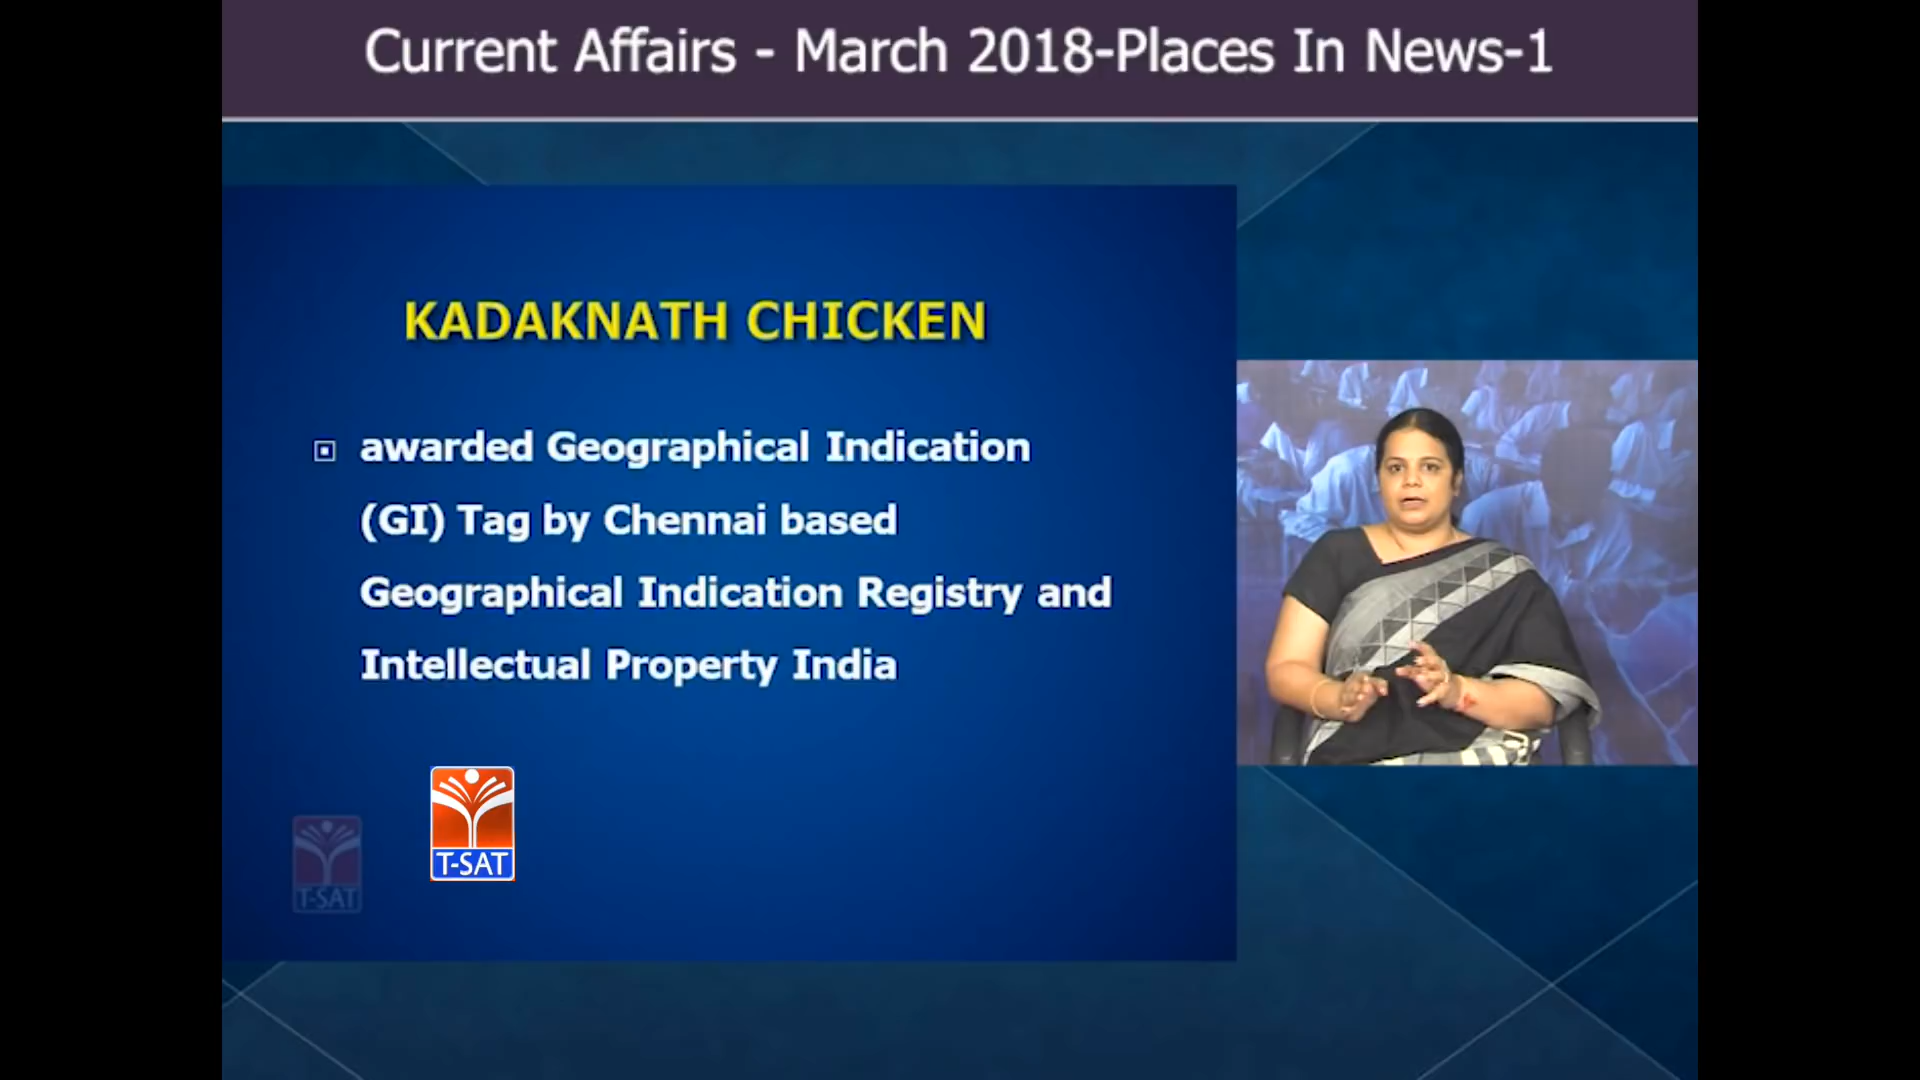 Current Affairs - March 2018-Places In News-1
KADAKNATH CHICKEN
awarded Geographical Indication
(GI) Tag by Chennai based
Geographical Indication Registry and
Intellectual Property India
T-SAT
T-SAT